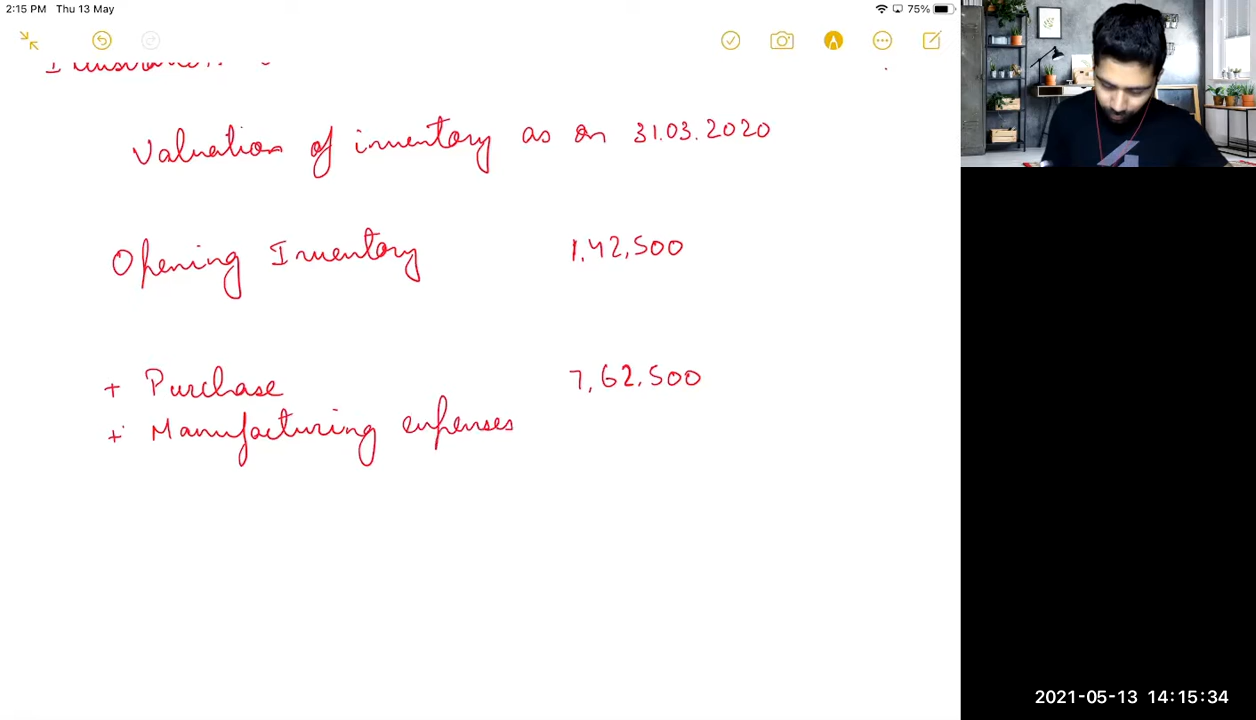 2:15 PM Thu 13 May
75%
Valuation of inventory as on 31.03.2020
Opening Inventory 1,42,500
+ Purchase 7,62,500
+ Manufacturing expenses
2021-05-13 14:15:34